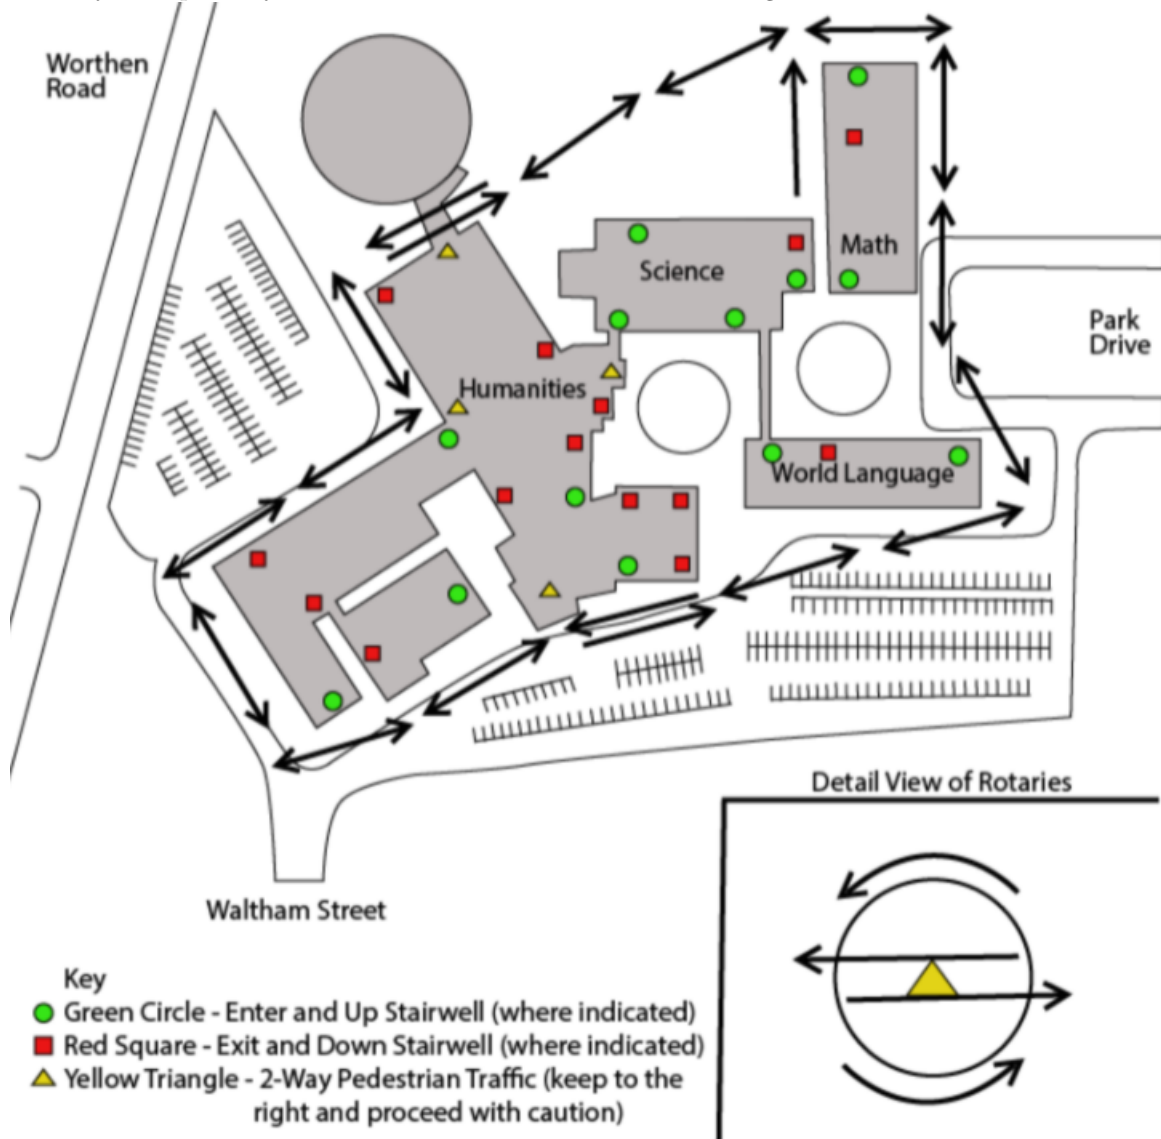 Worthen
Road
Math
Science
Park
Drive
Humanities
World Language
Detail View of Rotaries
Waltham Street
Key
Green Circle - Enter and Up Stairwell (where indicated)
Red Square - Exit and Down Stairwell (where indicated)
Yellow Triangle - 2-Way Pedestrian Traffic (keep to the
right and proceed with caution)